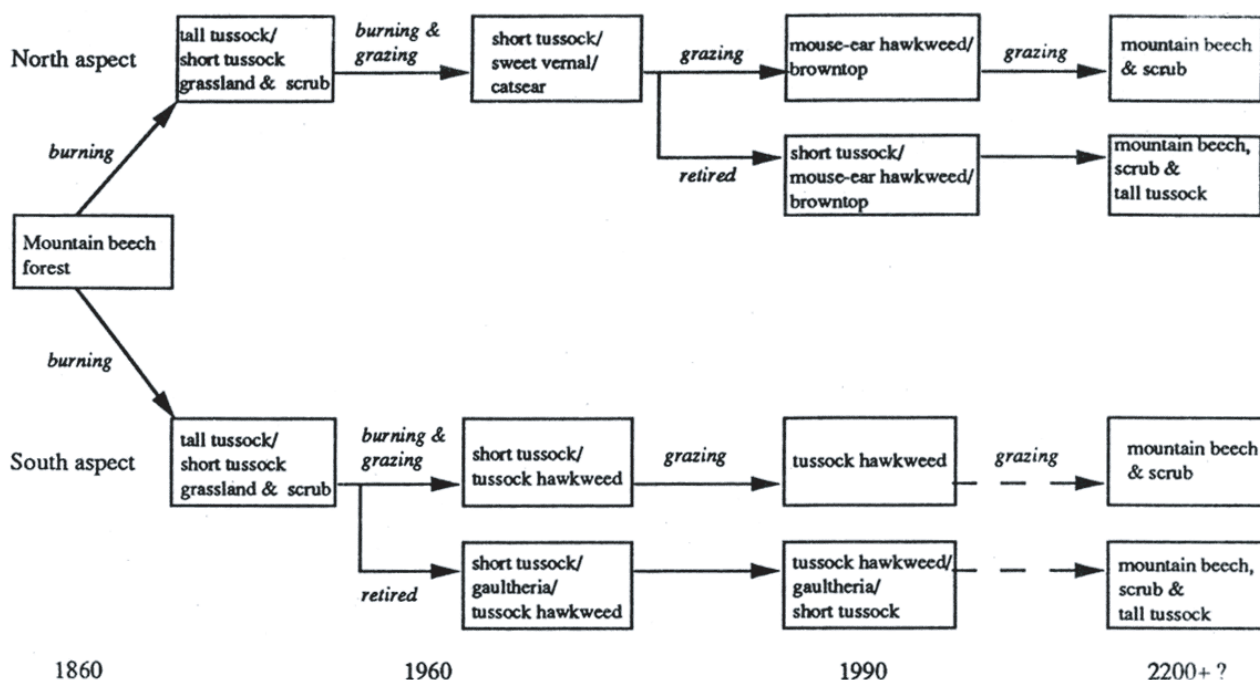 North aspect
tall tussock/
short tussock
grassland & scrub
burning &
grazing
short tussock/
sweet vernal/
catsear
grazing
mouse-ear hawkweed/
browntop
grazing
mountain beech
& scrub
burning
retired
short tussock/
mouse-ear hawkweed/
browntop
mountain beech,
scrub &
tall tussock
Mountain beech
forest
burning
South aspect
tall tussock/
short tussock
grassland & scrub
burning &
grazing
short tussock/
tussock hawkweed
grazing
tussock hawkweed
grazing
mountain beech
& scrub
retired
short tussock/
gaultheria/
tussock hawkweed
tussock hawkweed/
gaultheria/
short tussock
mountain beech,
scrub &
tall tussock
1860
1960
1990
2200+ ?